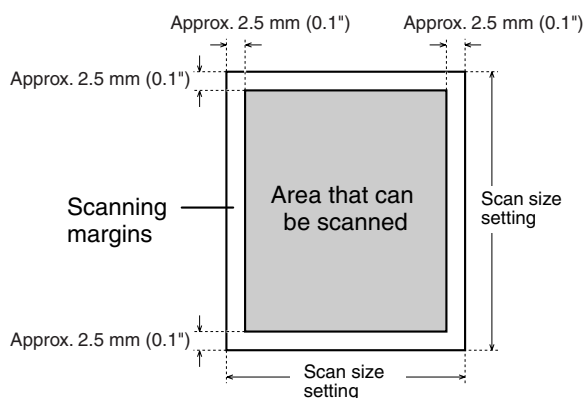 Approx. 2.5 mm (0.1") Approx. 2.5 mm (0.1")
Approx. 2.5 mm (0.1")
Area that can
be scanned
Scanning
margins
Scan size
setting
Approx. 2.5 mm (0.1")
Scan size
setting